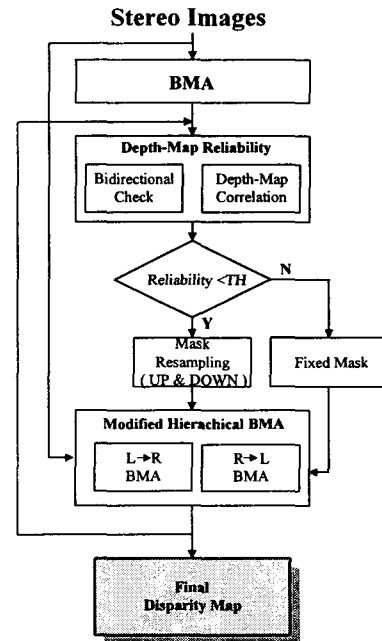 Stereo Images
BMA
Depth-Map Reliability
Bidirectional
Check
Depth-Map
Correlation
Reliability <TH
N
Y
Mask
Resampling
( UP & DOWN )
Fixed Mask
Modified Hierachical BMA
L→R
BMA
R→L
BMA
Final
Disparity Map